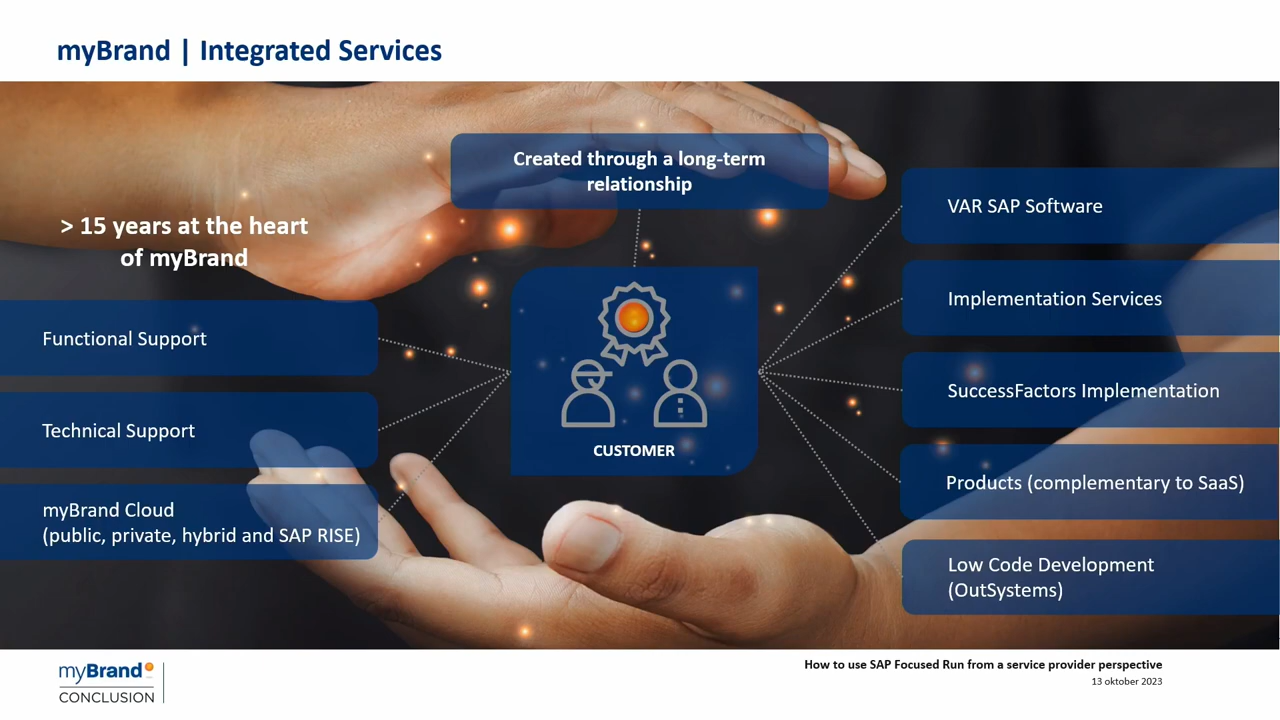 myBrand | Integrated Services
Created through a long-term
relationship
> 15 years at the heart
of myBrand
Functional Support
Technical Support
myBrand Cloud
(public, private, hybrid and SAP RISE)
CUSTOMER
VAR SAP Software
Implementation Services
SuccessFactors Implementation
Products (complementary to SaaS)
Low Code Development
(OutSystems)
myBrand
CONCLUSION
How to use SAP Focused Run from a service provider perspective
13 oktober 2023